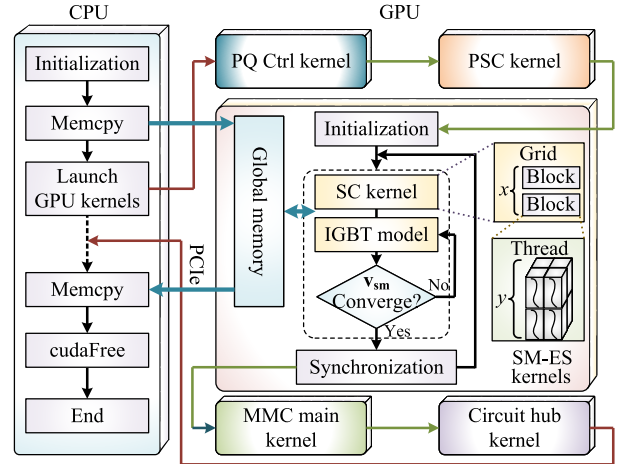 CPU
GPU
Initialization
Memcpy
Launch
GPU kernels
Memcpy
cudaFree
End
PCIe
PQ Ctrl kernel
PSC kernel
Global memory
Initialization
SC kernel
IGBT model
Vsm
Converge?
No
Yes
Synchronization
Grid
x
Block
Block
Thread
y
SM-ES
kernels
MMC main
kernel
Circuit hub
kernel